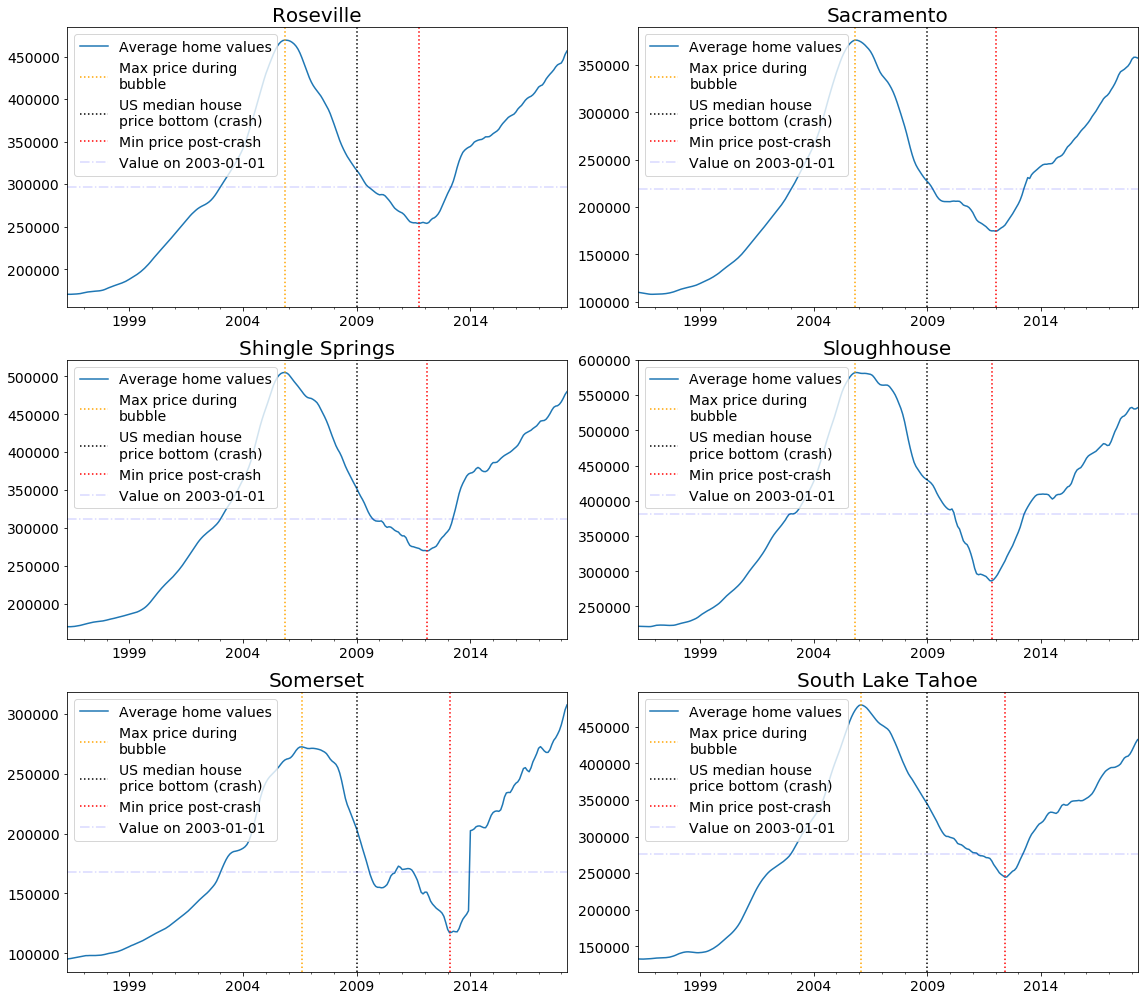 Roseville
Average home values
Max price during
bubble
US median house
price bottom (crash)
Min price post-crash
Value on 2003-01-01
450000
400000
350000
300000
250000
200000
1999
2004
2009
2014
Sacramento
Average home values
Max price during
bubble
US median house
price bottom (crash)
Min price post-crash
Value on 2003-01-01
350000
300000
250000
200000
150000
100000
1999
2004
2009
2014
Shingle Springs
Average home values
Max price during
bubble
US median house
price bottom (crash)
Min price post-crash
Value on 2003-01-01
500000
450000
400000
350000
300000
250000
200000
1999
2004
2009
2014
Sloughhouse
Average home values
Max price during
bubble
US median house
price bottom (crash)
Min price post-crash
Value on 2003-01-01
600000
550000
500000
450000
400000
350000
300000
250000
1999
2004
2009
2014
Somerset
Average home values
Max price during
bubble
US median house
price bottom (crash)
Min price post-crash
Value on 2003-01-01
300000
250000
200000
150000
100000
1999
2004
2009
2014
South Lake Tahoe
Average home values
Max price during
bubble
US median house
price bottom (crash)
Min price post-crash
Value on 2003-01-01
450000
400000
350000
300000
250000
200000
150000
1999
2004
2009
2014